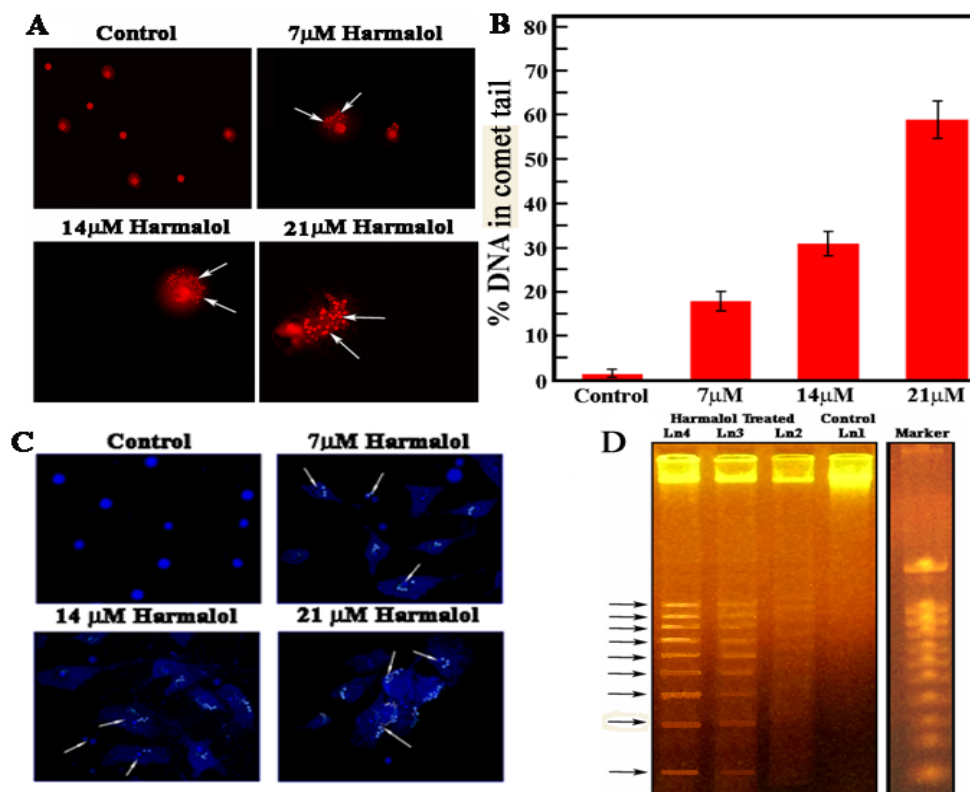 A
Control
7µM Harmalol
14µM Harmalol
21µM Harmalol
B
% DNA in comet tail
80
70
60
50
40
30
20
10
0
Control
7µM
14µM
21µM
C
Control
7µM Harmalol
14 µM Harmalol
21 µM Harmalol
D
Harmalol Treated
Control
Ln4
Ln3
Ln2
Ln1
Marker